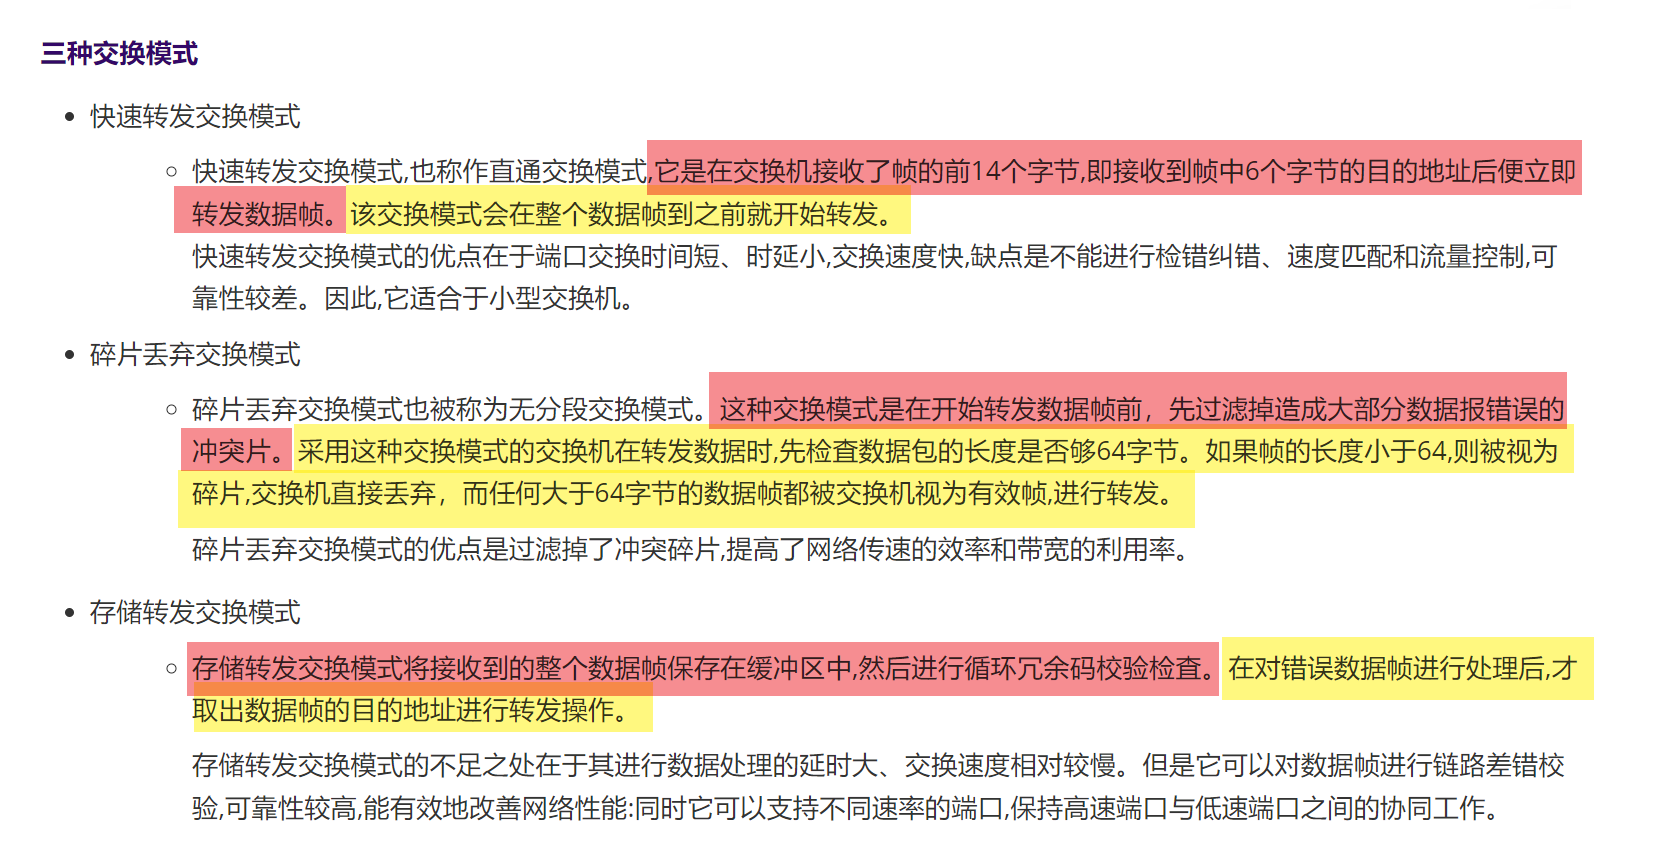 三种交换模式
快速转发交换模式
快速转发交换模式,也称作直通交换模式,它是在交换机接收了帧的前14个字节,即接收到帧中6个字节的目的地址后便立即
转发数据帧。该交换模式会在整个数据帧到之前就开始转发。
快速转发交换模式的优点在于端口交换时间短、时延小,交换速度快,缺点是不能进行检错纠错、速度匹配和流量控制,可
靠性较差。因此,它适合于小型交换机。
碎片丢弃交换模式
碎片丢弃交换模式也被称为无分段交换模式。这种交换模式是在开始转发数据帧前，先过滤掉造成大部分数据报错误的
冲突片。采用这种交换模式的交换机在转发数据时,先检查数据包的长度是否够64字节。如果帧的长度小于64,则被视为
碎片,交换机直接丢弃，而任何大于64字节的数据帧都被交换机视为有效帧,进行转发。
碎片丢弃交换模式的优点是过滤掉了冲突碎片,提高了网络传速的效率和带宽的利用率。
存储转发交换模式
存储转发交换模式将接收到的整个数据帧保存在缓冲区中,然后进行循环冗余码校验检查。在对错误数据帧进行处理后,才
取出数据帧的目的地址进行转发操作。
存储转发交换模式的不足之处在于其进行数据处理的延时大、交换速度相对较慢。但是它可以对数据帧进行链路差错校
验,可靠性较高,能有效地改善网络性能:同时它可以支持不同速率的端口,保持高速端口与低速端口之间的协同工作。